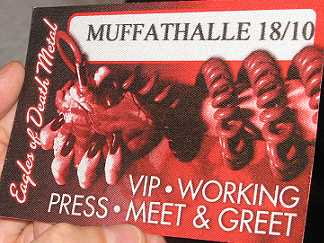 Eagles of Death Metal
MUFFATHALLE 18/10
VIP • WORKING
PRESS • MEET & GREET